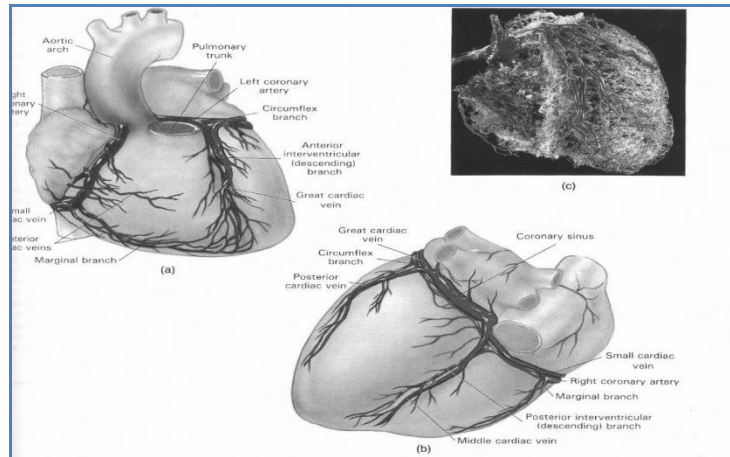 Aortic
arch
Pulmonary
trunk
Left coronary
artery
Circumflex
branch
Anterior
interventricular
(descending)
branch
Great cardiac
vein
Marginal branch
(a)
(c)
Great cardiac
vein
Circumflex
branch
Posterior
cardiac vein
Coronary sinus
Small cardiac
vein
Right coronary artery
Marginal branch
Posterior interventricular
(descending) branch
Middle cardiac vein
(b)